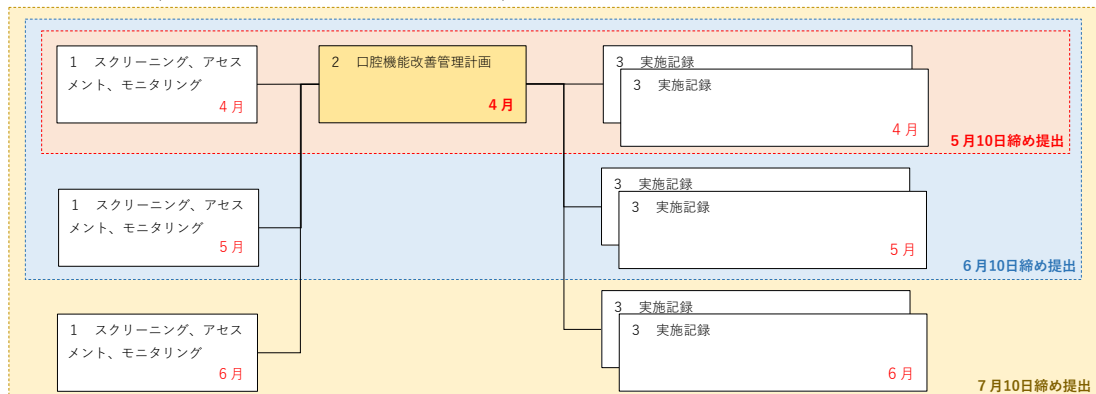 1　スクリーニング、アセス
メント、モニタリング
4月
2　口腔機能改善管理計画
4月
3　実施記録
3　実施記録
4月
5月10日締め提出
1　スクリーニング、アセス
メント、モニタリング
5月
3　実施記録
3　実施記録
5月
6月10日締め提出
1　スクリーニング、アセス
メント、モニタリング
6月
3　実施記録
3　実施記録
6月
7月10日締め提出